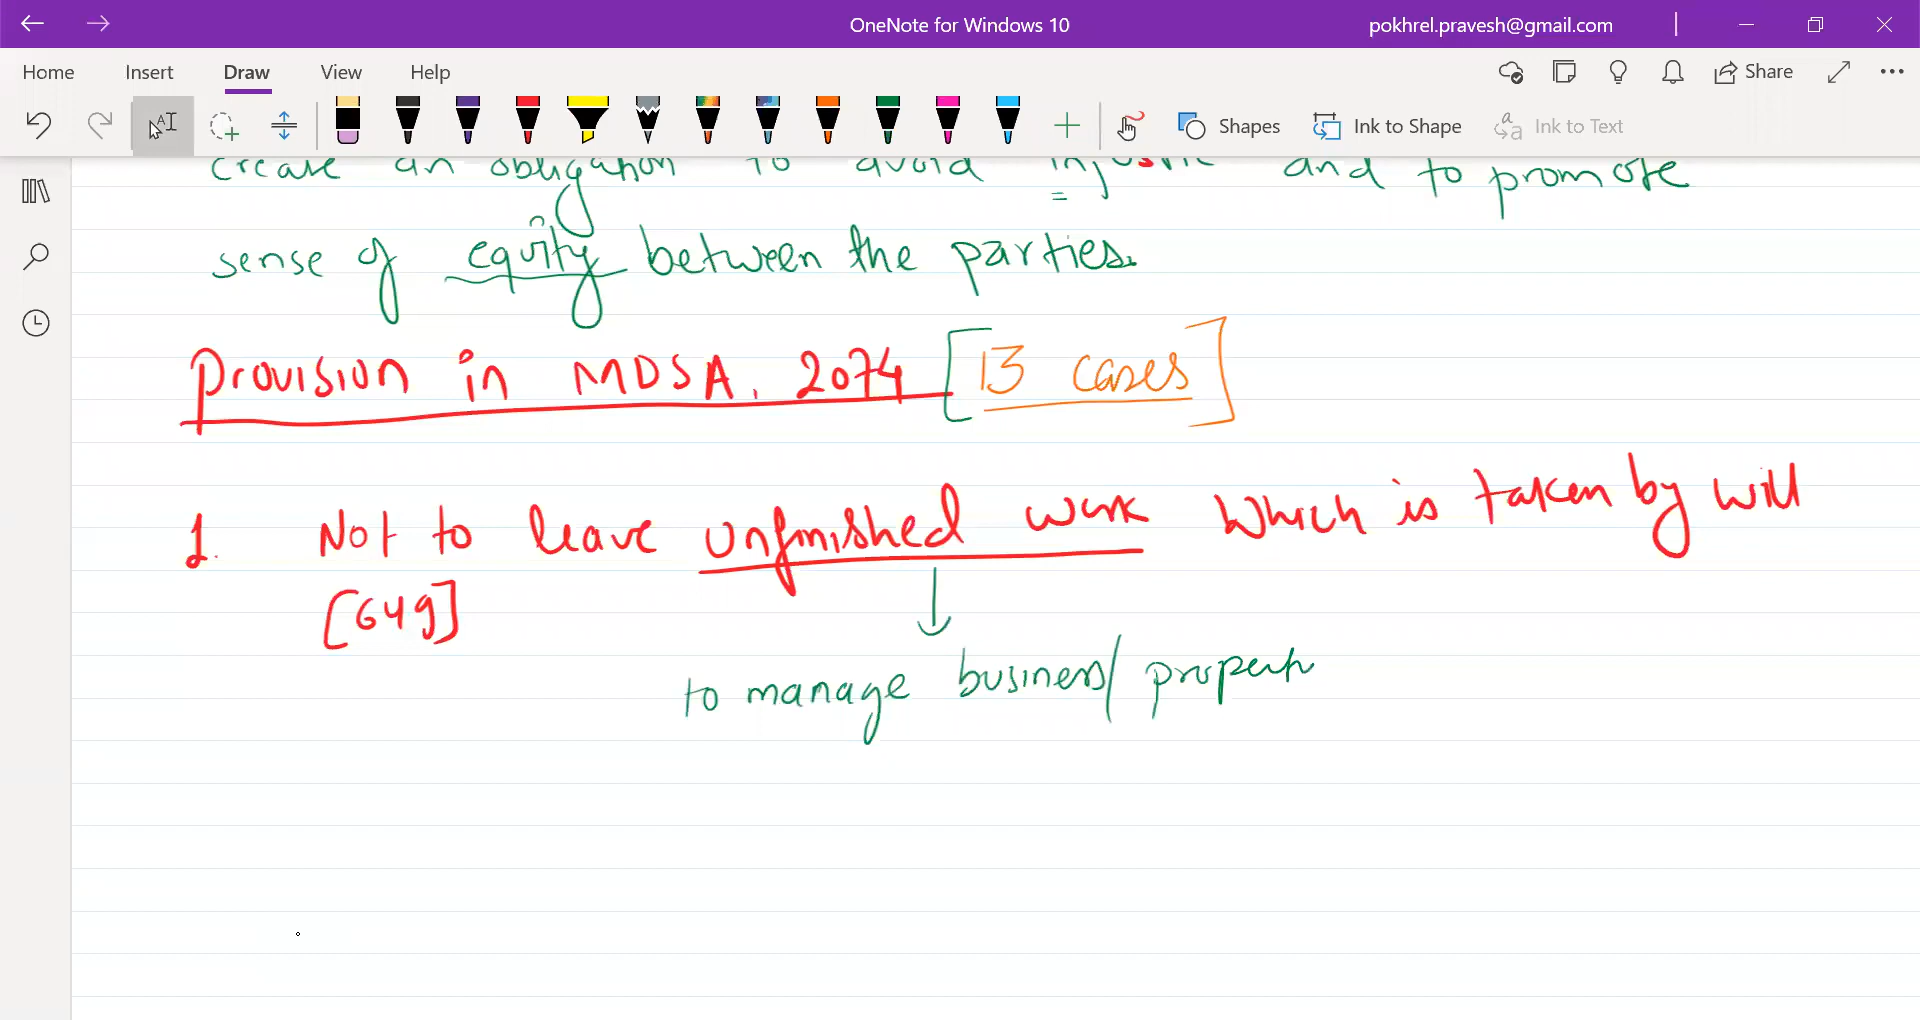 OneNote for Windows 10
pokhrel.pravesh@gmail.com
Home Insert Draw View Help
Share
Shapes Ink to Shape Ink to Text
create an obligation to avoid injustic and to promote
sense of equity between the parties.
Provision in MDSA, 2074 [13 cases]
1. Not to leave unfinished work which is taken by will
[649]
to manage business/ propert